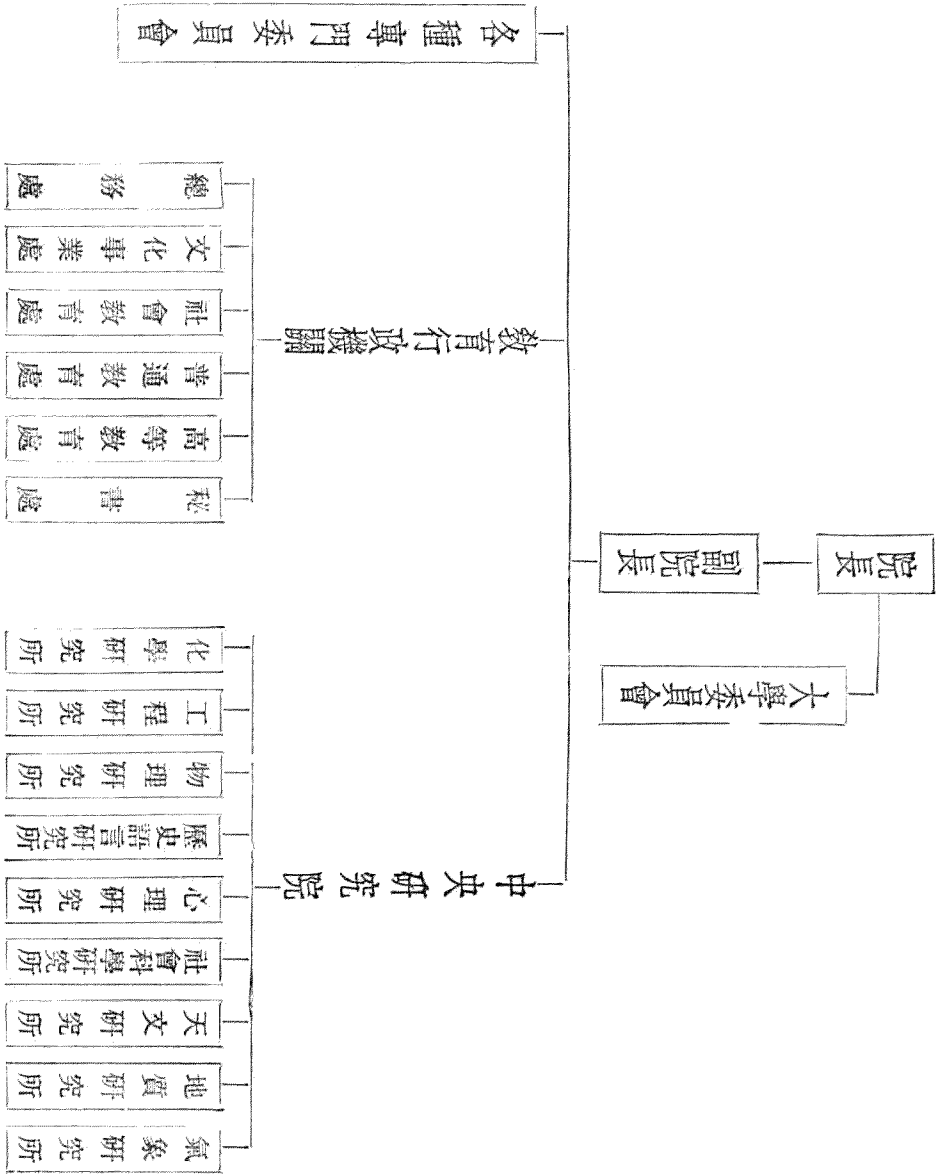 院長
大學委員會
副院長
各種專門委員會
教育行政機關
總務處
文化事業處
社會教育處
普通教育處
高等教育處
秘書處
中央研究院
化學研究所
工程研究所
物理研究所
歷史語言研究所
心理研究所
社會科學研究所
天文研究所
地質研究所
氣象研究所